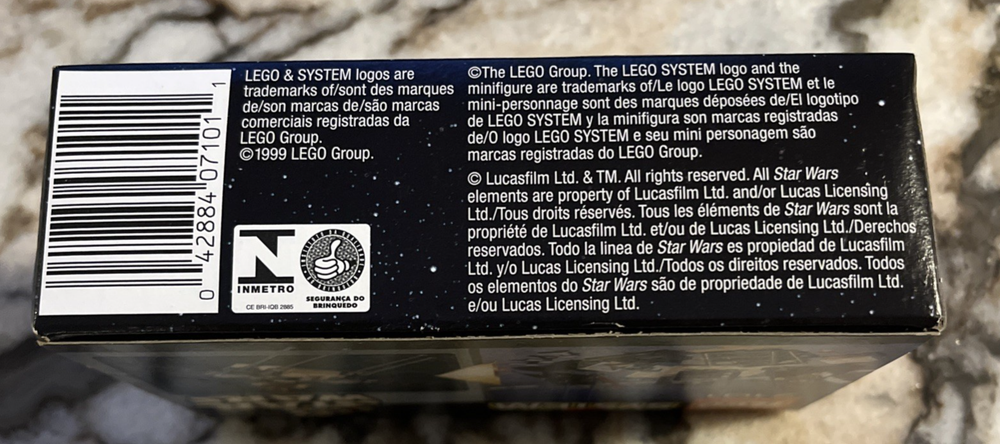 0 42884 07101 1
LEGO & SYSTEM logos are
trademarks of/sont des marques
de/son marcas de/são marcas
comerciais registradas da
LEGO Group.
©1999 LEGO Group.
INMETRO
CE BRI-IQB 2885
SEGURANÇA DO
BRINQUEDO
©The LEGO Group. The LEGO SYSTEM logo and the
minifigure are trademarks of/Le logo LEGO SYSTEM et le
mini-personnage sont des marques déposées de/El logotipo
de LEGO SYSTEM y la minifigura son marcas registradas
de/O logo LEGO SYSTEM e seu mini personagem são
marcas registradas do LEGO Group.
© Lucasfilm Ltd. & TM. All rights reserved. All Star Wars
elements are property of Lucasfilm Ltd. and/or Lucas Licensing
Ltd./Tous droits réservés. Tous les éléments de Star Wars sont la
propriété de Lucasfilm Ltd. et/ou de Lucas Licensing Ltd./Derechos
reservados. Todo la linea de Star Wars es propiedad de Lucasfilm
Ltd. y/o Lucas Licensing Ltd./Todos os direitos reservados. Todos
os elementos do Star Wars são de propriedade de Lucasfilm Ltd.
e/ou Lucas Licensing Ltd.